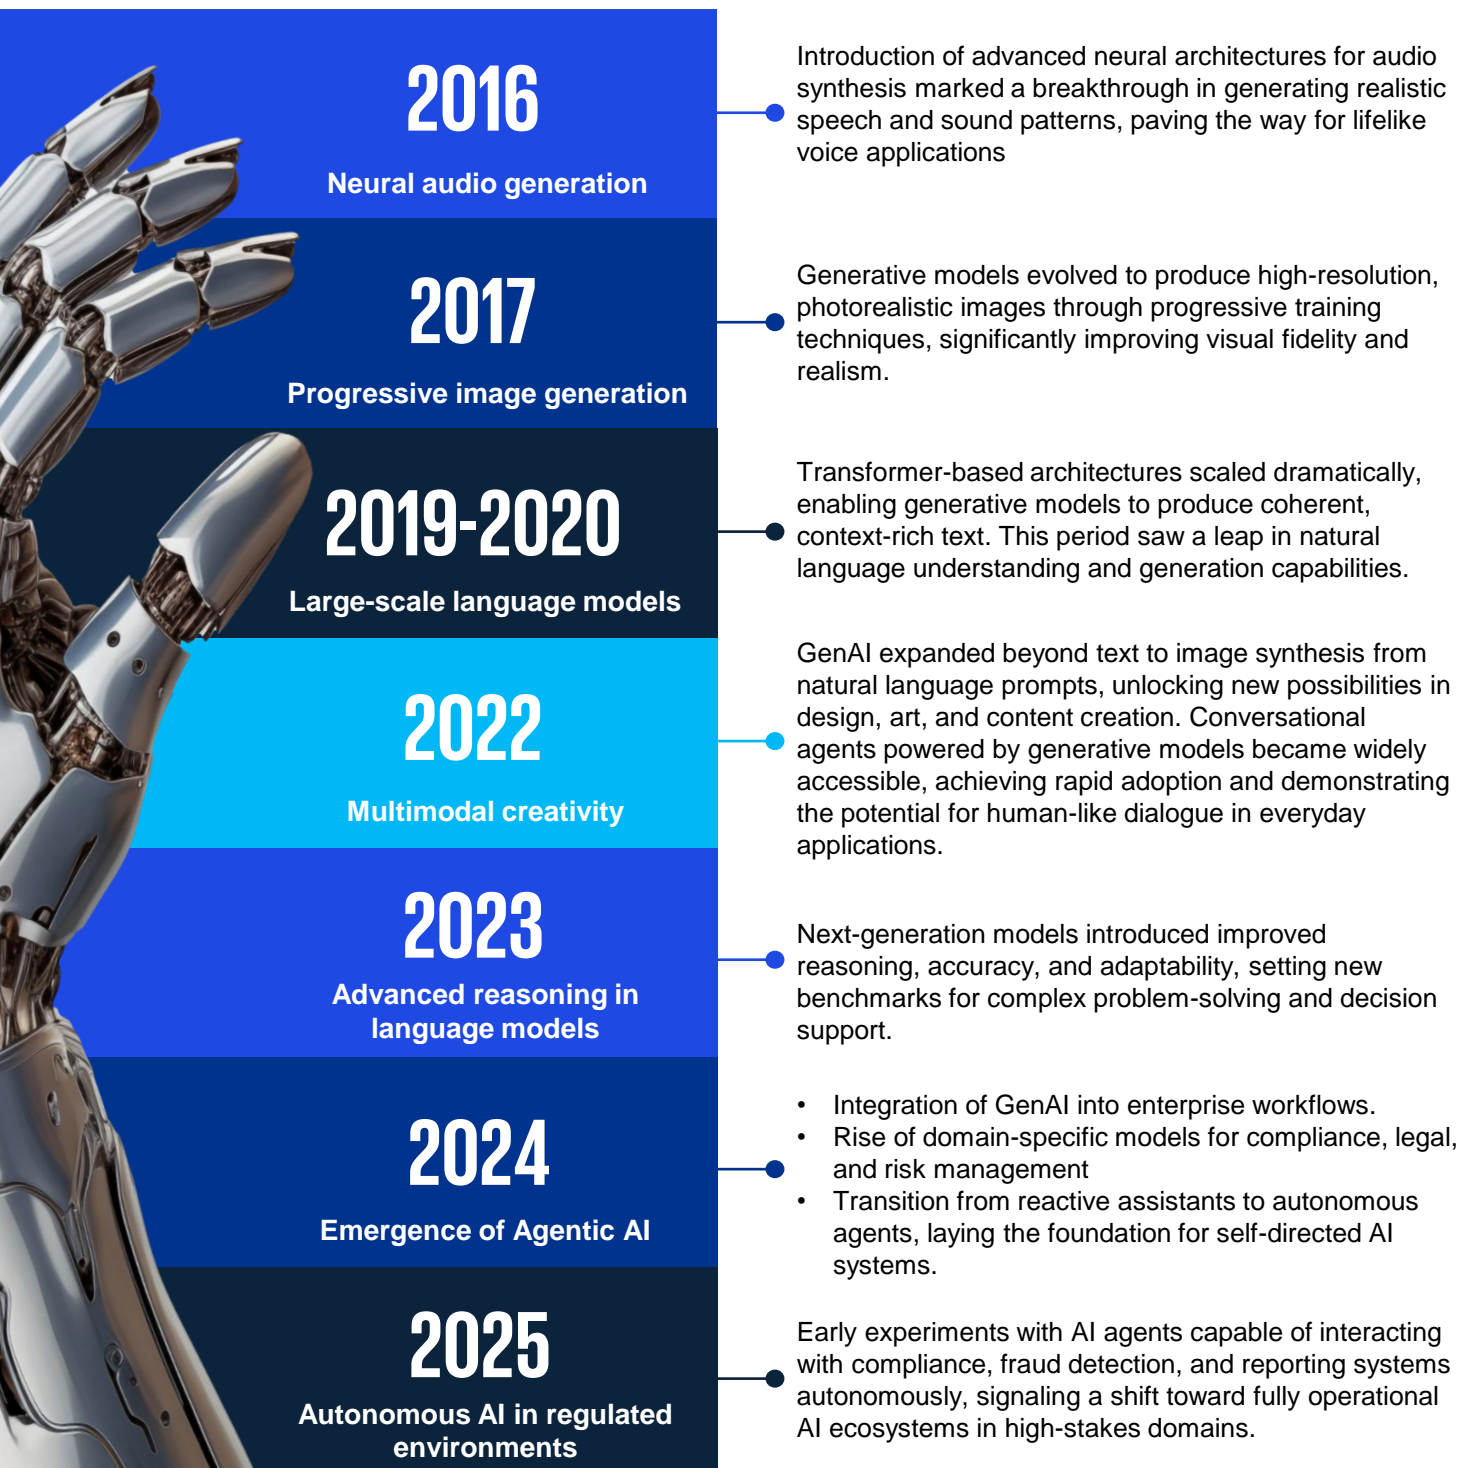 2016
Neural audio generation
Introduction of advanced neural architectures for audio
synthesis marked a breakthrough in generating realistic
speech and sound patterns, paving the way for lifelike
voice applications
2017
Progressive image generation
Generative models evolved to produce high-resolution,
photorealistic images through progressive training
techniques, significantly improving visual fidelity and
realism.
2019-2020
Large-scale language models
Transformer-based architectures scaled dramatically,
enabling generative models to produce coherent,
context-rich text. This period saw a leap in natural
language understanding and generation capabilities.
2022
Multimodal creativity
GenAI expanded beyond text to image synthesis from
natural language prompts, unlocking new possibilities in
design, art, and content creation. Conversational
agents powered by generative models became widely
accessible, achieving rapid adoption and demonstrating
the potential for human-like dialogue in everyday
applications.
2023
Advanced reasoning in
language models
Next-generation models introduced improved
reasoning, accuracy, and adaptability, setting new
benchmarks for complex problem-solving and decision
support.
2024
Emergence of Agentic AI
• Integration of GenAI into enterprise workflows.
• Rise of domain-specific models for compliance, legal,
and risk management
• Transition from reactive assistants to autonomous
agents, laying the foundation for self-directed AI
systems.
2025
Autonomous AI in regulated
environments
Early experiments with AI agents capable of interacting
with compliance, fraud detection, and reporting systems
autonomously, signaling a shift toward fully operational
AI ecosystems in high-stakes domains.